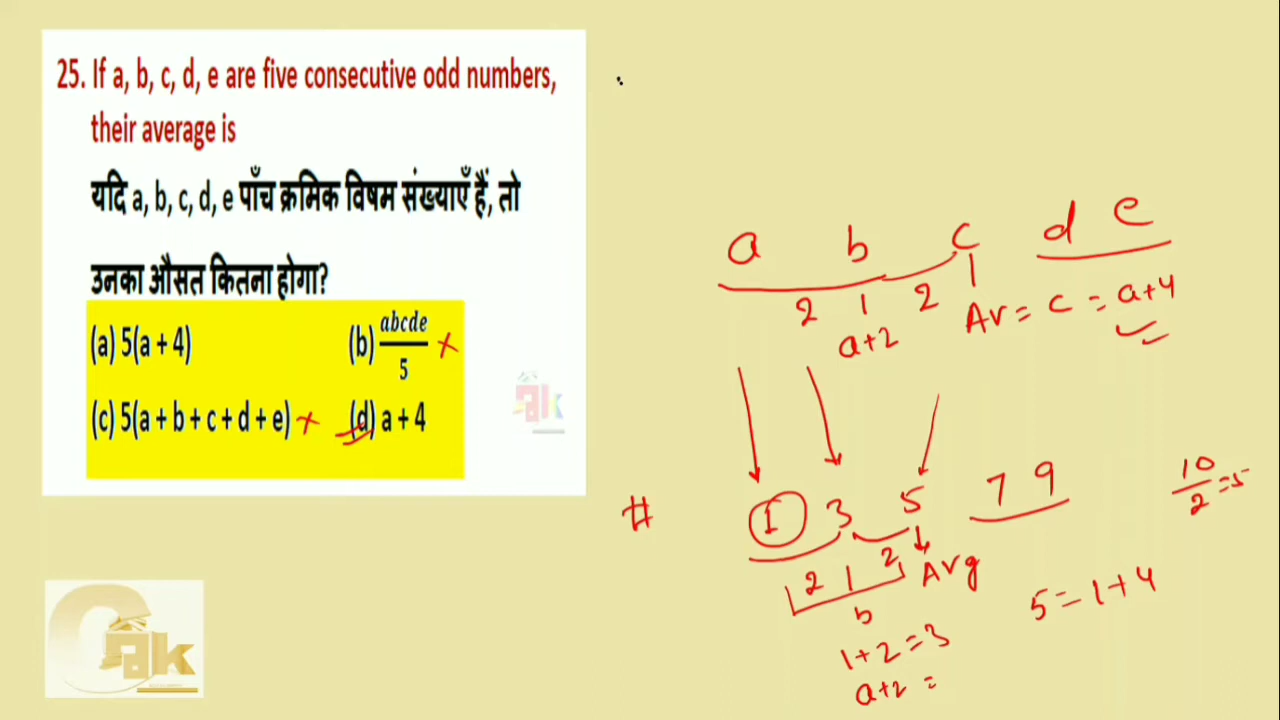 25. If a, b, c, d, e are five consecutive odd numbers,
their average is
यदि a, b, c, d, e पाँच क्रमिक विषम संख्याएँ हैं, तो
उनका औसत कितना होगा?
(a) 5(a + 4) (b) abcde/5 ×
(c) 5(a + b + c + d + e) × (d) a + 4
a b c d e
2 1 2 1
a+2
Av = c = a+4
# 1 3 5 7 9
10/2 = 5
2 1 2 Avg
b
5 = 1+4
1+2 = 3
a+2 =